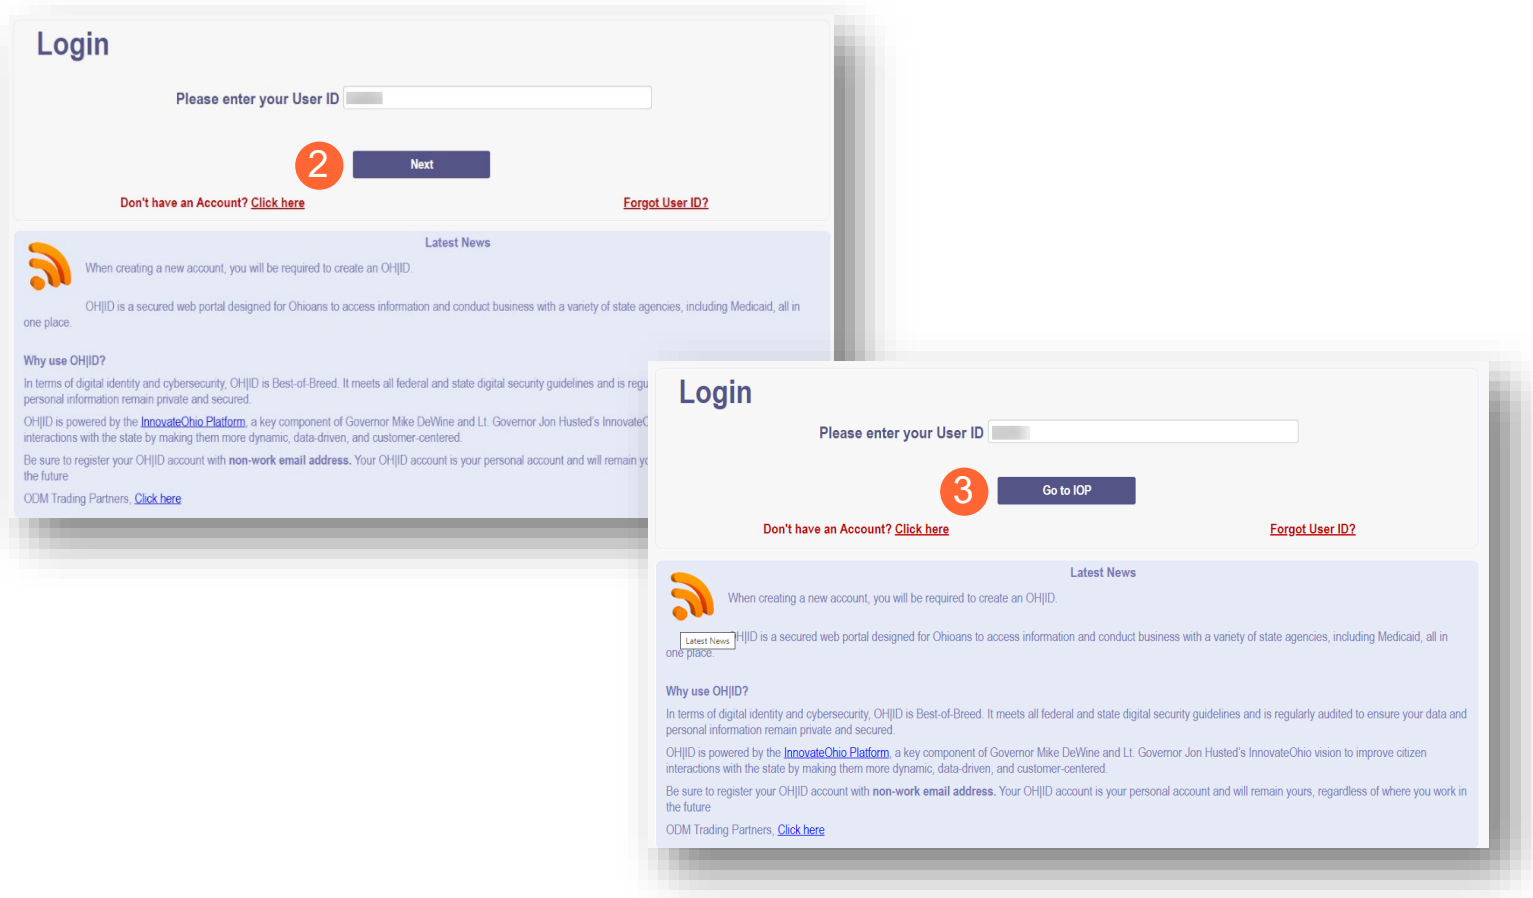 Login
Please enter your User ID
2
Next
Don't have an Account? Click here
Forgot User ID?
Latest News
When creating a new account, you will be required to create an OH|ID.
OH|ID is a secured web portal designed for Ohioans to access information and conduct business with a variety of state agencies, including Medicaid, all in
one place.
Why use OH|ID?
In terms of digital identity and cybersecurity, OH|ID is Best-of-Breed. It meets all federal and state digital security guidelines and is regu
personal information remain private and secured.
OH|ID is powered by the InnovateOhio Platform, a key component of Governor Mike DeWine and Lt. Governor Jon Husted's InnovateO
interactions with the state by making them more dynamic, data-driven, and customer-centered.
Be sure to register your OH|ID account with non-work email address. Your OH|ID account is your personal account and will remain yo
the future
ODM Trading Partners, Click here
Login
Please enter your User ID
3
Go to IOP
Don't have an Account? Click here
Forgot User ID?
Latest News
When creating a new account, you will be required to create an OH|ID.
Latest News
H|ID is a secured web portal designed for Ohioans to access information and conduct business with a variety of state agencies, including Medicaid, all in
one place.
Why use OH|ID?
In terms of digital identity and cybersecurity, OH|ID is Best-of-Breed. It meets all federal and state digital security guidelines and is regularly audited to ensure your data and
personal information remain private and secured.
OH|ID is powered by the InnovateOhio Platform, a key component of Governor Mike DeWine and Lt. Governor Jon Husted's InnovateOhio vision to improve citizen
interactions with the state by making them more dynamic, data-driven, and customer-centered.
Be sure to register your OH|ID account with non-work email address. Your OH|ID account is your personal account and will remain yours, regardless of where you work in
the future
ODM Trading Partners, Click here